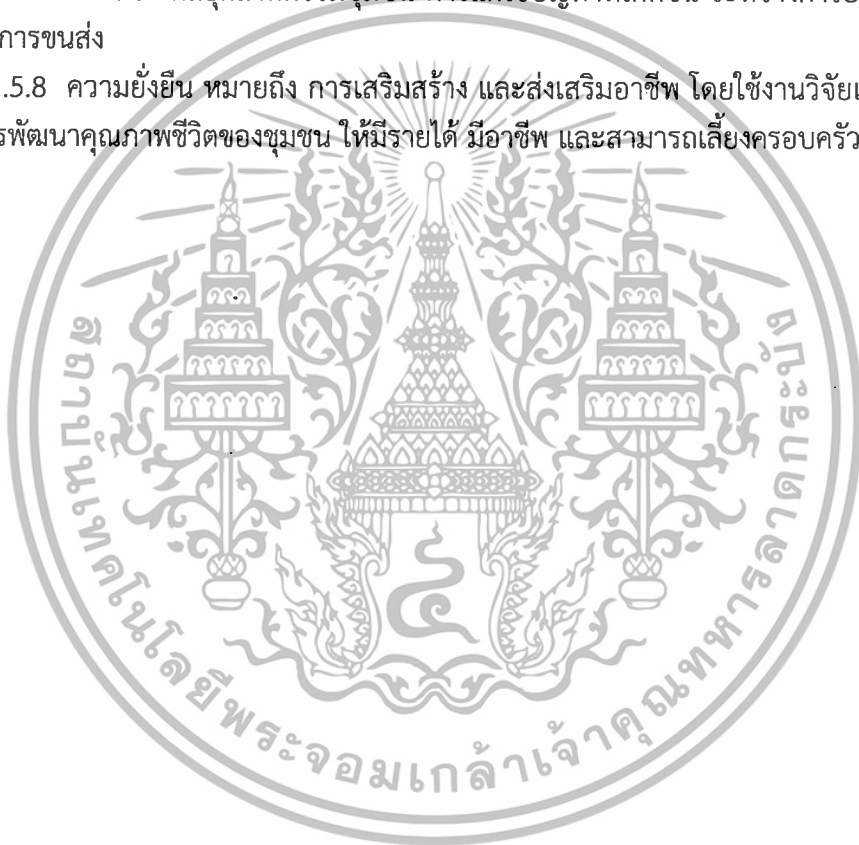 การขนส่ง
.5.8 ความยั่งยืน หมายถึง การเสริมสร้าง และส่งเสริมอาชีพ โดยใช้งานวิจัย
พัฒนาคุณภาพชีวิตของชุมชน ให้มีรายได้ มีอาชีพ และสามารถเลี้ยงครอบครัว
สถาบันเทคโนโลยีพระจอมเกล้าเจ้าคุณทหารลาดกระบัง
๔